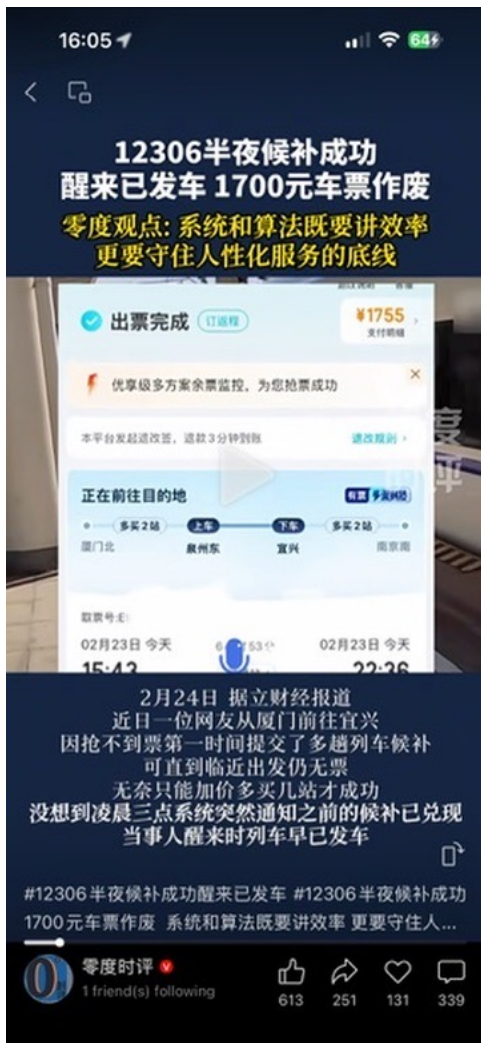 16:05
64
12306半夜候补成功
醒来已发车 1700元车票作废
零度观点: 系统和算法既要讲效率
更要守住人性化服务的底线
出票完成 订返程
¥1755
支付明细
优享级多方案余票监控，为您抢票成功
本平台发起退改签，退款3分钟到账 退改规则
正在前往目的地
多买2站 上车 下车 多买2站
厦门北 泉州东 宜兴 南京南
取票号:E
02月23日 今天 02月23日 今天
15:43 22:36
2月24日 据立财经报道
近日一位网友从厦门前往宜兴
因抢不到票第一时间提交了多趟列车候补
可直到临近出发仍无票
无奈只能加价多买几站才成功
没想到凌晨三点系统突然通知之前的候补已兑现
当事人醒来时列车早已发车
#12306半夜候补成功醒来已发车 #12306半夜候补成功
1700元车票作废 系统和算法既要讲效率 更要守住人...
零度时评
1 friend(s) following
613 251 131 339